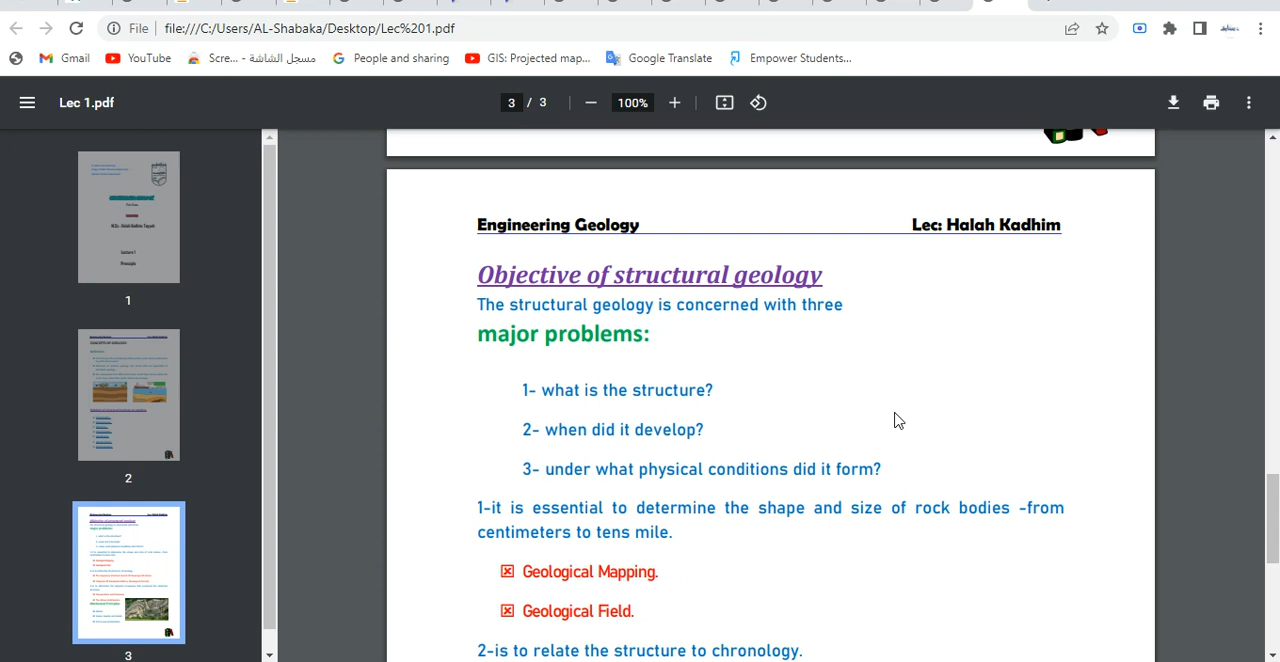 File file:///C:/Users/AL-Shabaka/Desktop/Lec%201.pdf
Gmail YouTube Scre... - مسجل الشاشة People and sharing GIS: Projected map... Google Translate Empower Students...
Lec 1.pdf 3 / 3 100%
1
2
3
Engineering Geology Lec: Halah Kadhim
Objective of structural geology
The structural geology is concerned with three
major problems:
1- what is the structure?
2- when did it develop?
3- under what physical conditions did it form?
1-it is essential to determine the shape and size of rock bodies -from
centimeters to tens mile.
Geological Mapping.
Geological Field.
2-is to relate the structure to chronology.